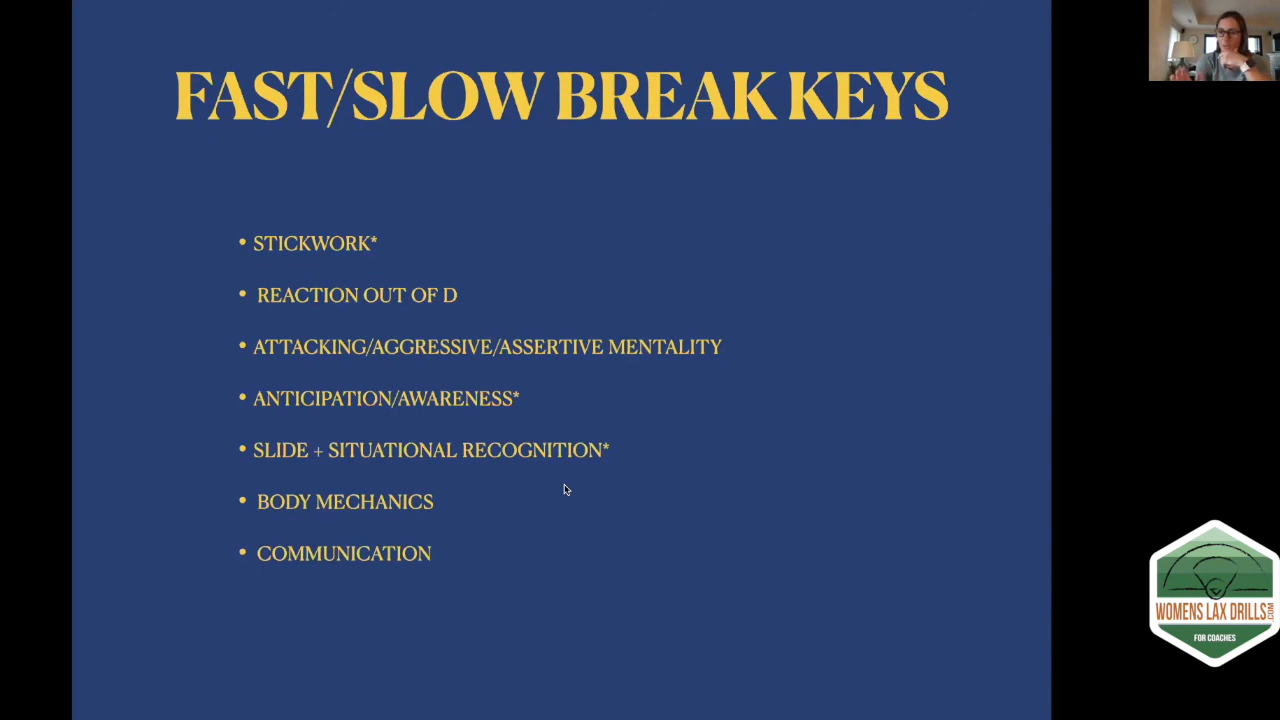 FAST/SLOW BREAK KEYS
• STICKWORK*
• REACTION OUT OF D
• ATTACKING/AGGRESSIVE/ASSERTIVE MENTALITY
• ANTICIPATION/AWARENESS*
• SLIDE + SITUATIONAL RECOGNITION*
• BODY MECHANICS
• COMMUNICATION
WOMENS LAX DRILLS.COM
FOR COACHES